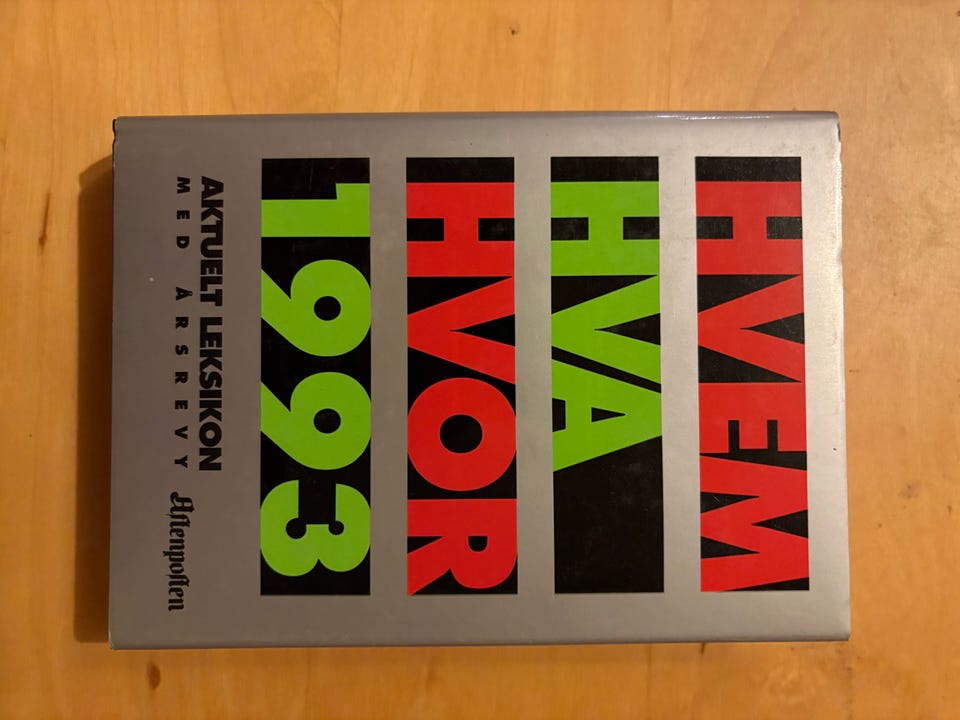 HVEM
HVA
HVOR
1993
AKTUELT LEKSIKON
MED ÅRSREVY Aftenposten